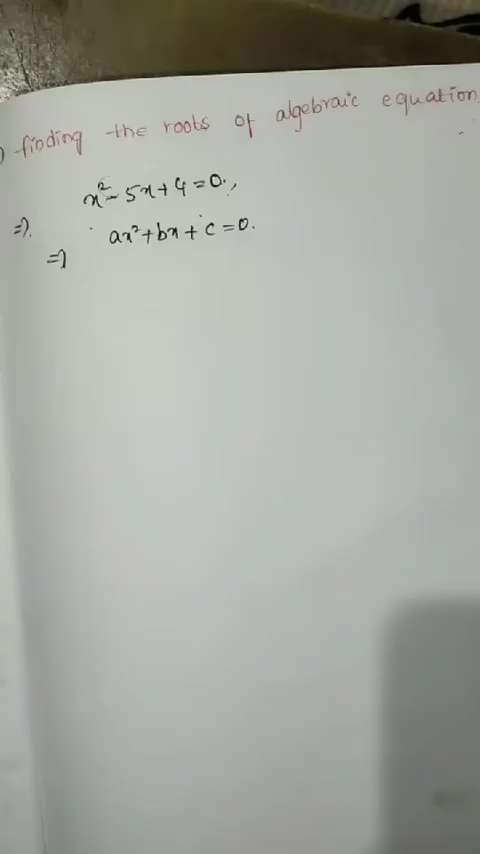 ) finding the roots of algebraic equation
x² - 5x + 4 = 0.,
=) ax² + bx + c = 0.
=)